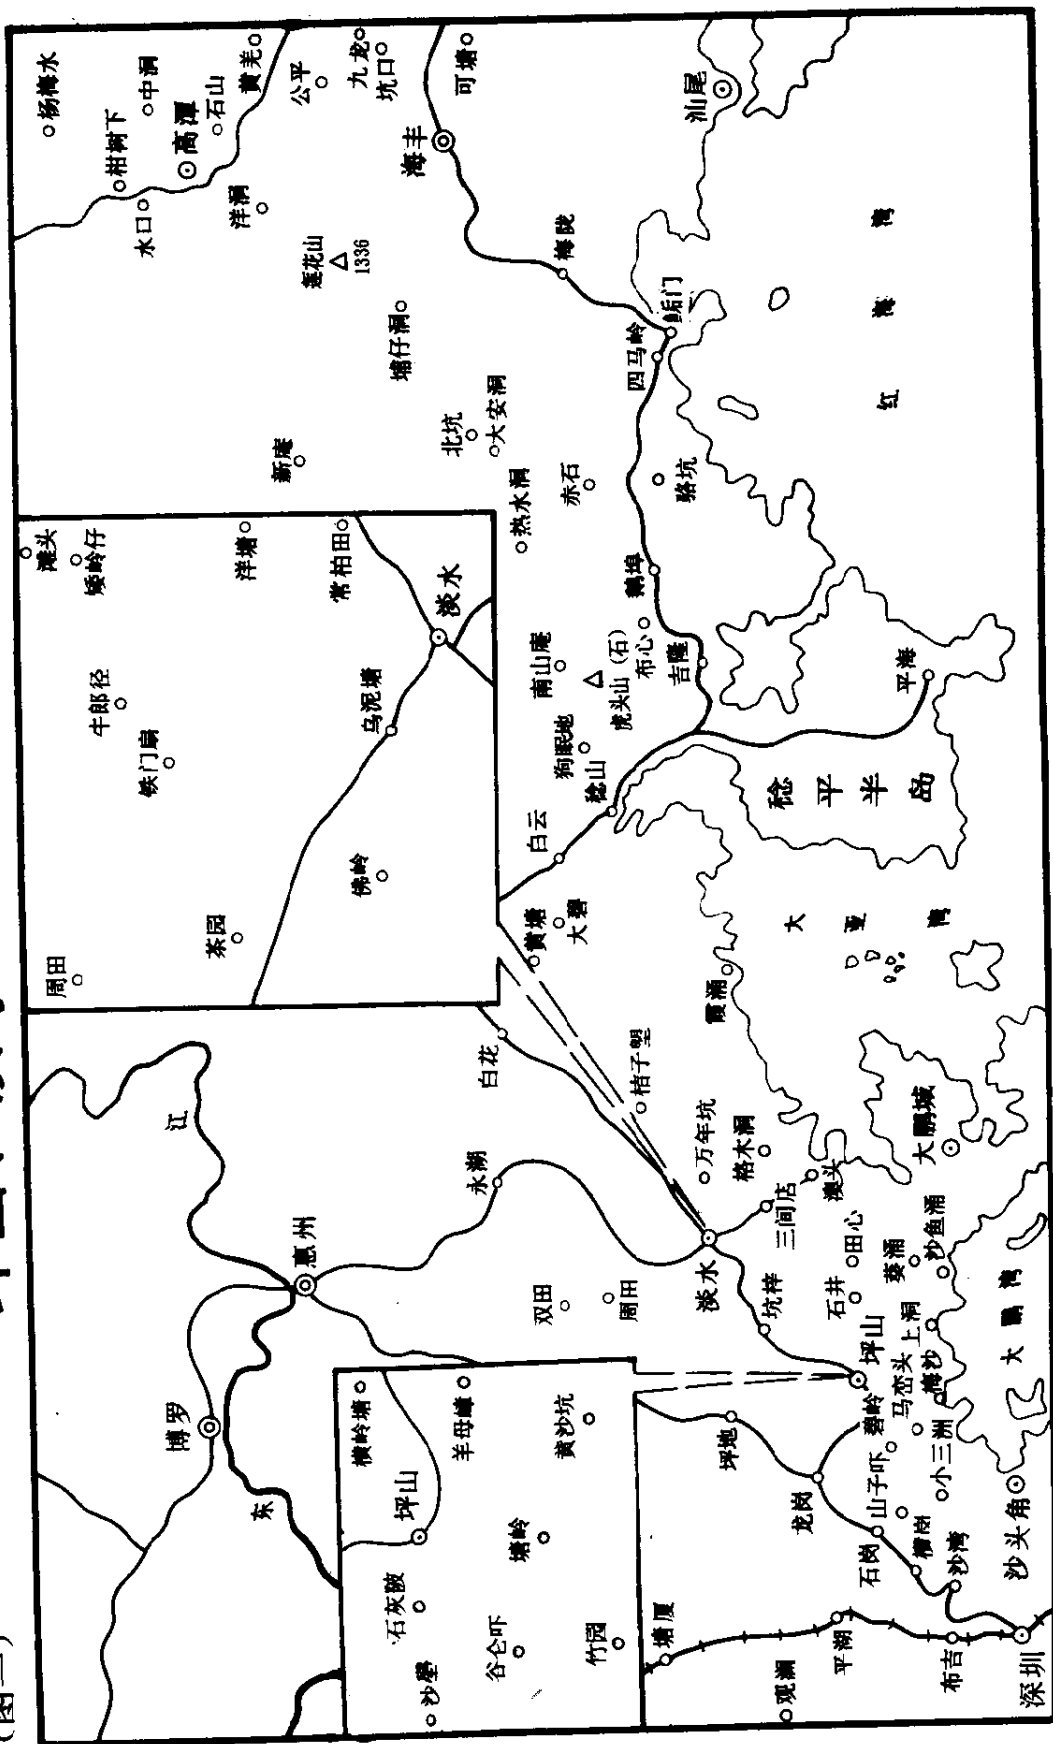 (图二)
杨梅水
中洞
黄羌
柑树下
高潭
石山
水口
洋洞
公平
九龙
坑口
可塘
海丰
汕尾
莲花山
1336
埔仔洞
梅陇
鲘门
四马岭
新庵
北坑
大安洞
热水洞
赤石
骆坑
红
海
湾
鹅埠
南山庵
虎头山(石)
布心
吉隆
狗眠地
稔山
平海
稔平半岛
白云
黄塘
大碧
大
亚
湾
霞涌
滩头
矮岭仔
洋塘
常柏田
淡水
牛郎径
铁门扇
乌泥塘
佛岭
茶园
周田
江
惠州
博罗
东
永湖
白花
桔子塱
万年坑
格木洞
三间店
澳头
大鹏城
淡水
双田
周田
坑梓
石井
田心
葵涌
沙鱼涌
坪山
碧岭
马峦头
上洞
梅沙
大
鹏
湾
坪地
龙岗
山子吓
小三洲
石岗
横岗
沙湾
沙头角
塘厦
观澜
平湖
布吉
深圳
横岭塘
坪山
羊母嶂
黄沙坑
石灰陂
塘岭
沙壆
谷仑吓
竹园